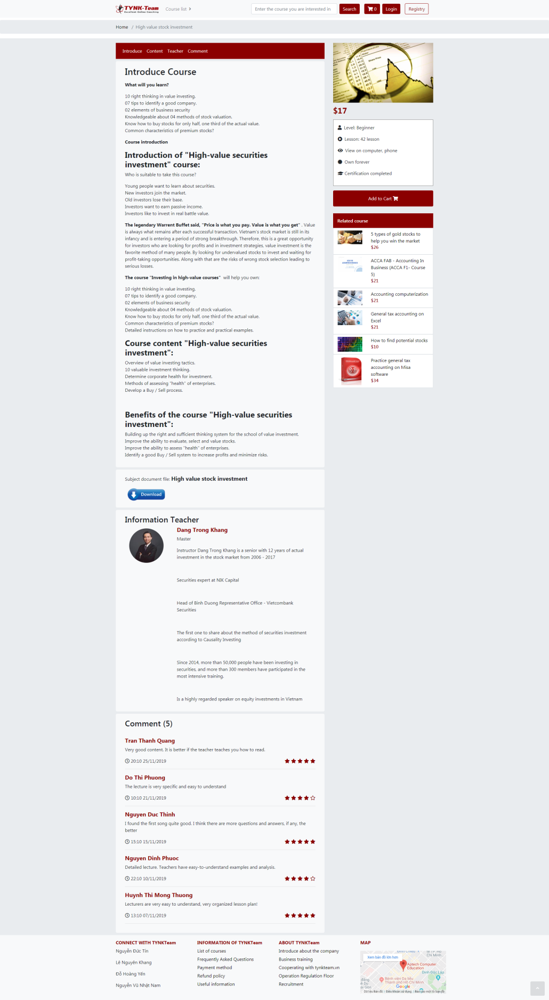 TYNK-Team
Excellent Online Coaching
Course list
Enter the course you are interested in
Search
0
Login
Registry
Home / High value stock investment
Introduce Content Teacher Comment
Introduce Course
What will you learn?
10 right thinking in value investing.
07 tips to identify a good company.
02 elements of business security
Knowledgeable about 04 methods of stock valuation.
Know how to buy stocks for only half, one third of the actual value.
Common characteristics of premium stocks?
Course introduction
Introduction of "High-value securities
investment" course:
Who is suitable to take this course?
Young people want to learn about securities.
New investors join the market.
Old investors lose their base.
Investors want to earn passive income.
Investors like to invest in real battle value.
The legendary Warrent Buffet said, "Price is what you pay. Value is what you get" . Value
is always what remains after each successful transaction. Vietnam's stock market is still in its
infancy and is entering a period of strong breakthrough. Therefore, this is a great opportunity
for investors who are looking for profits and in investment strategies, value investment is the
favorite method of many people. By looking for undervalued stocks to invest and waiting for
profit-taking opportunities. Along with that are the risks of wrong stock selection leading to
serious losses.
The course "Investing in high-value courses" will help you own:
10 right thinking in value investing.
07 tips to identify a good company.
02 elements of business security
Knowledgeable about 04 methods of stock valuation.
Know how to buy stocks for only half, one third of the actual value.
Common characteristics of premium stocks?
Detailed instructions on how to practice and practical examples.
Course content "High-value securities
investment":
Overview of value investing tactics.
10 valuable investment thinking.
Determine corporate health for investment.
Methods of assessing "health" of enterprises.
Develop a Buy / Sell process.
Benefits of the course "High-value securities
investment":
Building up the right and sufficient thinking system for the school of value investment.
Improve the ability to evaluate, select and value stocks.
Improve the ability to assess "health" of enterprises.
Identify a good Buy / Sell system to increase profits and minimize risks.
Subject document file: High value stock investment
Download
Information Teacher
Dang Trong Khang
Master
Instructor Dang Trong Khang is a senior with 12 years of actual
investment in the stock market from 2006 - 2017
Securities expert at NIK Capital
Head of Binh Duong Representative Office - Vietcombank
Securities
The first one to share about the method of securities investment
according to Causality Investing
Since 2014, more than 50,000 people have been investing in
securities, and more than 300 members have participated in the
most intensive training.
Is a highly regarded speaker on equity investments in Vietnam
Comment (5)
Tran Thanh Quang
Very good content. It is better if the teacher teaches you how to read.
20:10 25/11/2019
Do Thi Phuong
The lecture is very specific and easy to understand
10:10 21/11/2019
Nguyen Duc Thinh
I found the first song quite good. I think there are more questions and answers, if any, the
better
15:10 15/11/2019
Nguyen Dinh Phuoc
Detailed lecture. Teachers have easy-to-understand examples and analysis.
22:10 10/11/2019
Huynh Thi Mong Thuong
Lecturers are very easy to understand, very organized lesson plan!
13:10 07/11/2019
$17
Level: Beginner
Lesson: 42 lesson
View on computer, phone
Own forever
Certification completed
Add to Cart
Related course
5 types of gold stocks to
help you win the market
$26
ACCA FAB - Accounting In
Business (ACCA F1- Course
5)
$21
Accounting computerization
$21
General tax accounting on
Excel
$21
How to find potential stocks
$10
Practice general tax
accounting on Misa
software
$34
CONNECT WITH TYNKTeam
Nguyễn Đức Tín
Lê Nguyên Khang
Đỗ Hoàng Yến
Nguyễn Vũ Nhật Nam
INFORMATION OF TYNKTeam
List of courses
Frequently Asked Questions
Payment method
Refund policy
Useful information
ABOUT TYNKTeam
Introduce about the company
Business training
Cooperating with tynkteam.vn
Operation Regulation Floor
Recruitment
MAP
Xem bản đồ lớn hơn
Chí Minh...
Aptech Computer
Education
Dinh Độc Lập
Bệnh viện Da liễu
Thành phố Hồ Chí Minh
Google
Dữ liệu Bản đồ Điều khoản sử dụng Báo cáo một lỗi bản đồ